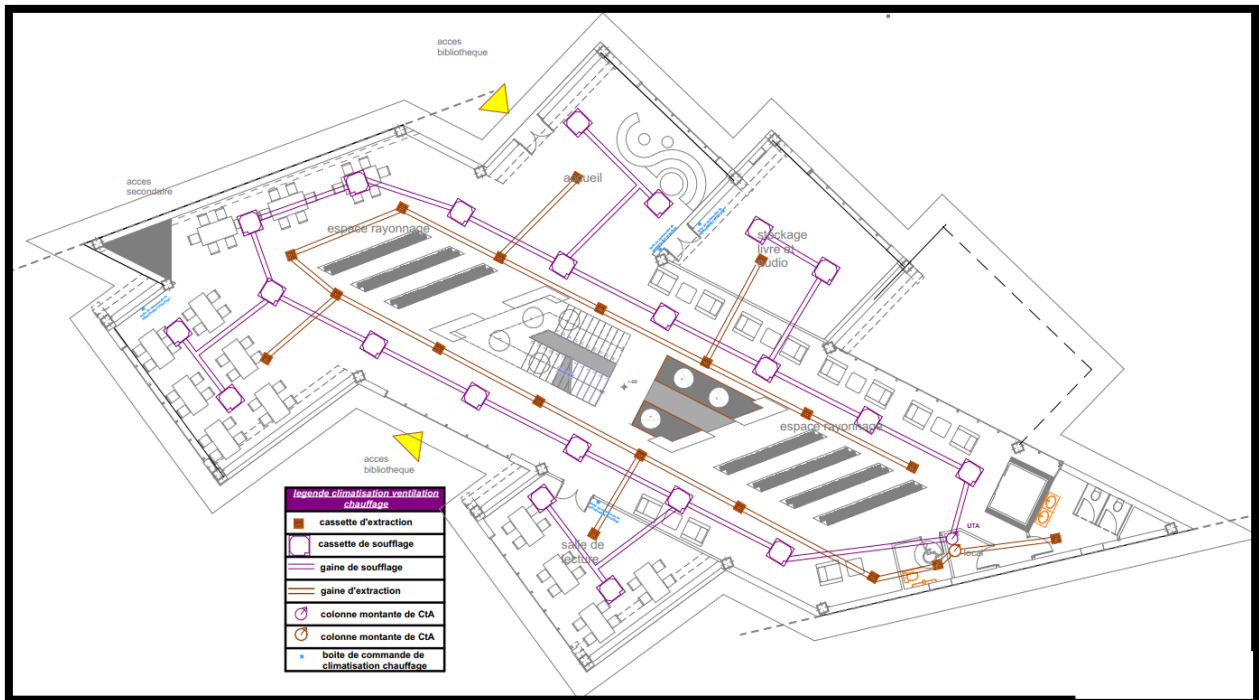 acces
bibliotheque
acces
secondaire
accueil
espace rayonnage
stockage
livre et
audio
espace rayonnage
acces
bibliotheque
salle de
lecture
UTA
local
legende climatisation ventilation
chauffage
cassette d'extraction
cassette de soufflage
gaine de soufflage
gaine d'extraction
colonne montante de CtA
colonne montante de CtA
boite de commande de
climatisation chauffage